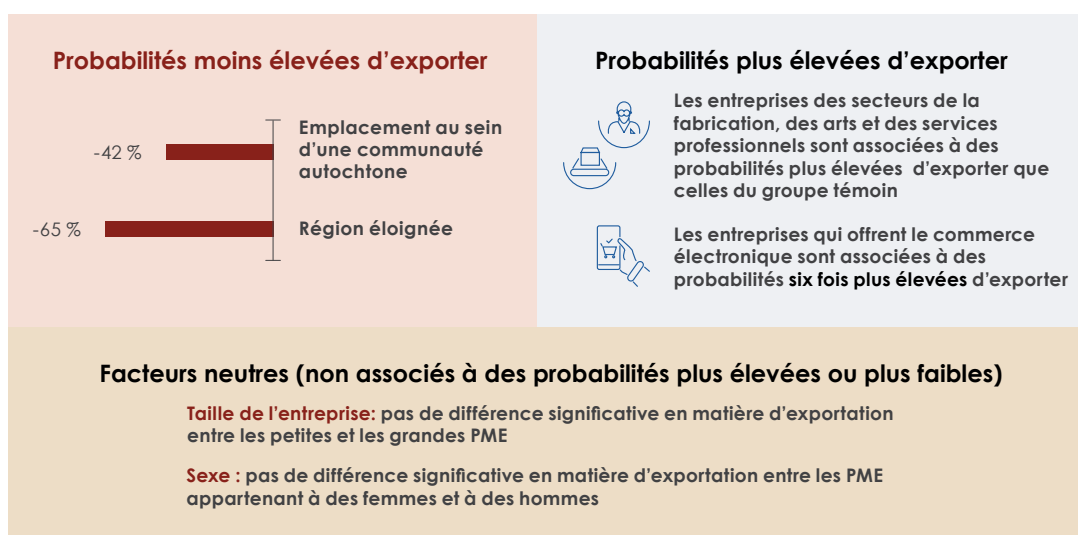 Probabilités moins élevées d'exporter
-42 %
Emplacement au sein
d'une communauté
autochtone
-65 %
Région éloignée
Probabilités plus élevées d'exporter
Les entreprises des secteurs de la
fabrication, des arts et des services
professionnels sont associées à des
probabilités plus élevées d'exporter que
celles du groupe témoin
Les entreprises qui offrent le commerce
électronique sont associées à des
probabilités six fois plus élevées d'exporter
Facteurs neutres (non associés à des probabilités plus élevées ou plus faibles)
Taille de l'entreprise: pas de différence significative en matière d'exportation
entre les petites et les grandes PME
Sexe : pas de différence significative en matière d'exportation entre les PME
appartenant à des femmes et à des hommes